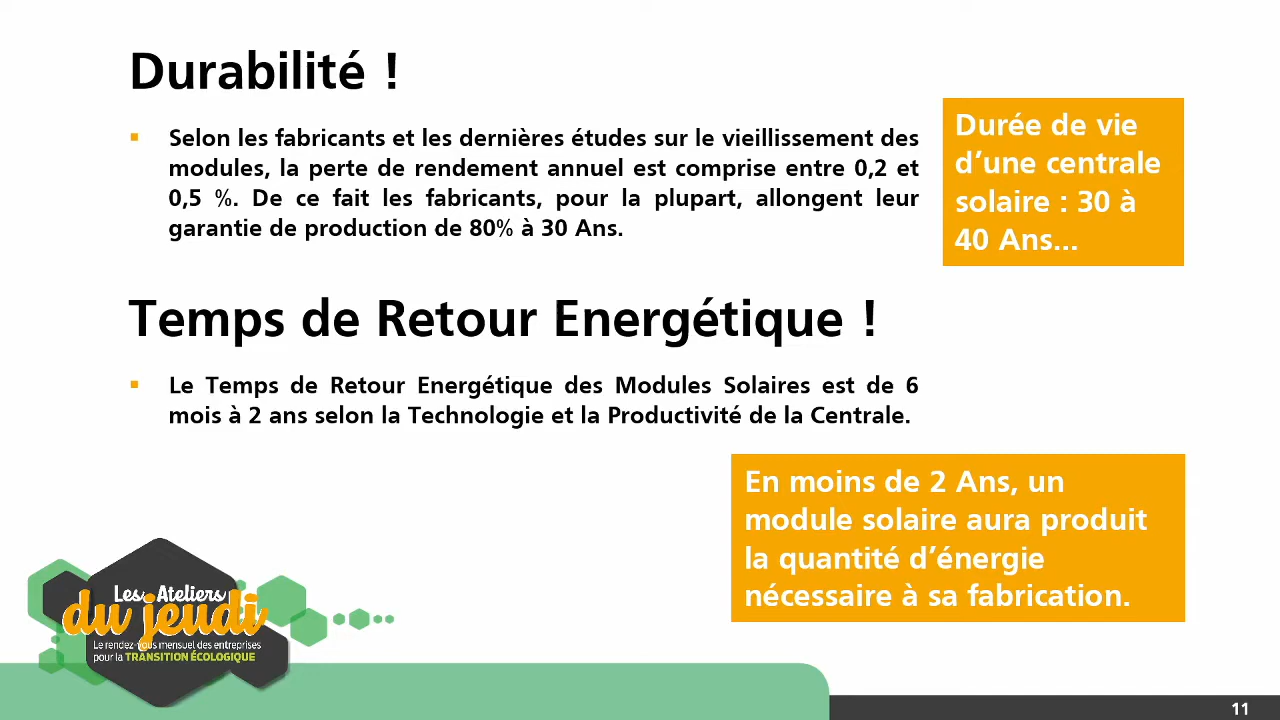 Durabilité !
Selon les fabricants et les dernières études sur le vieillissement des
modules, la perte de rendement annuel est comprise entre 0,2 et
0,5 %. De ce fait les fabricants, pour la plupart, allongent leur
garantie de production de 80% à 30 Ans.
Durée de vie
d’une centrale
solaire : 30 à
40 Ans...
Temps de Retour Energétique !
Le Temps de Retour Energétique des Modules Solaires est de 6
mois à 2 ans selon la Technologie et la Productivité de la Centrale.
En moins de 2 Ans, un
module solaire aura produit
la quantité d’énergie
nécessaire à sa fabrication.
Les Ateliers
du jeudi
Le rendez-vous mensuel des entreprises
pour la TRANSITION ÉCOLOGIQUE
11